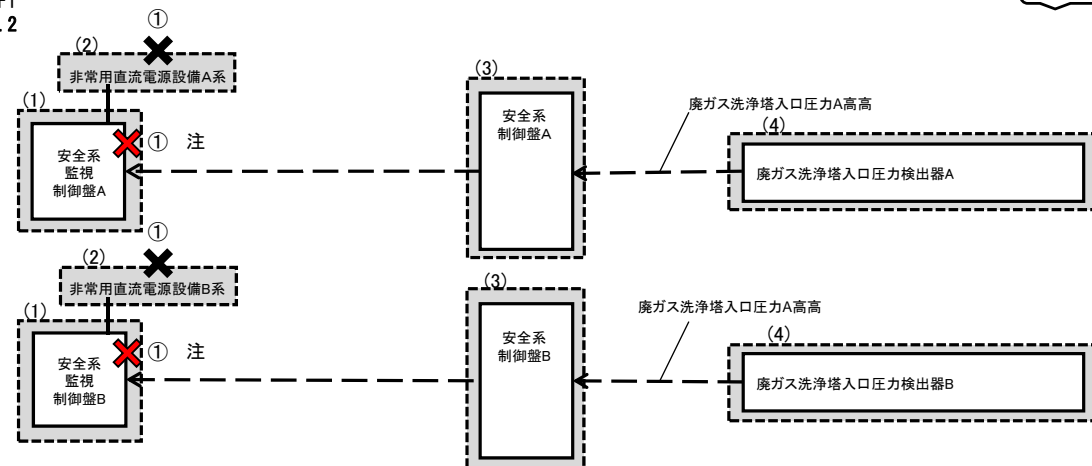 .2
①
(2)
非常用直流電源設備A系
(1)
安全系
監視
制御盤A
① 注
(3)
安全系
制御盤A
廃ガス洗浄塔入口圧力A高高
(4)
廃ガス洗浄塔入口圧力検出器A
①
(2)
非常用直流電源設備B系
(1)
安全系
監視
制御盤B
① 注
(3)
安全系
制御盤B
廃ガス洗浄塔入口圧力A高高
(4)
廃ガス洗浄塔入口圧力検出器B